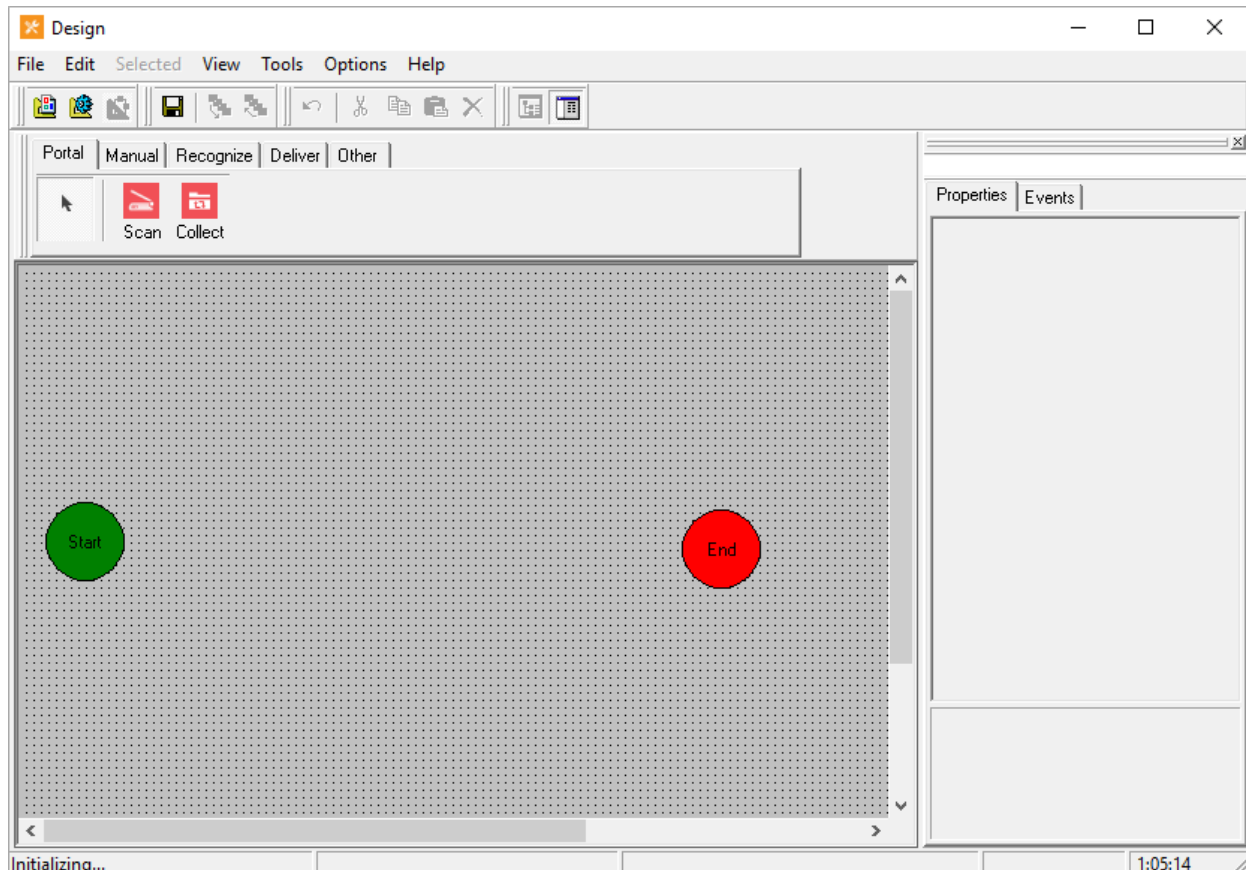 Design
File Edit Selected View Tools Options Help
Portal Manual Recognize Deliver Other
Scan Collect
Properties Events
Start
End
Initializing... 1:05:14